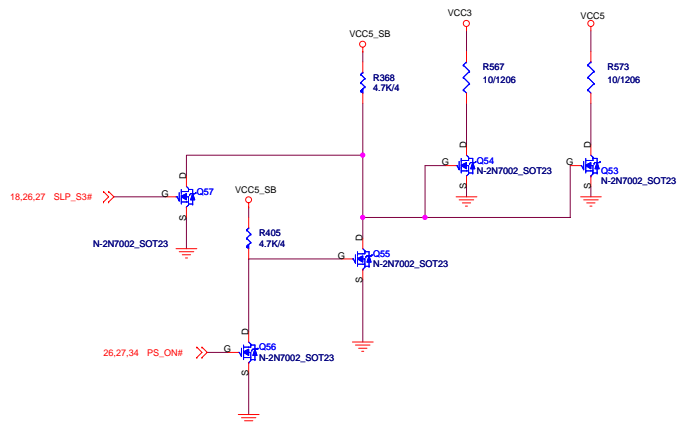 VCC3
VCC5
VCC5_SB
R368
4.7K/4
R567
10/1206
R573
10/1206
D
G
S
Q54
N-2N7002_SOT23
D
G
S
Q53
N-2N7002_SOT23
18,26,27 SLP_S3#
D
G
S
Q57
N-2N7002_SOT23
VCC5_SB
R405
4.7K/4
D
G
S
Q55
N-2N7002_SOT23
26,27,34 PS_ON#
D
G
S
Q56
N-2N7002_SOT23